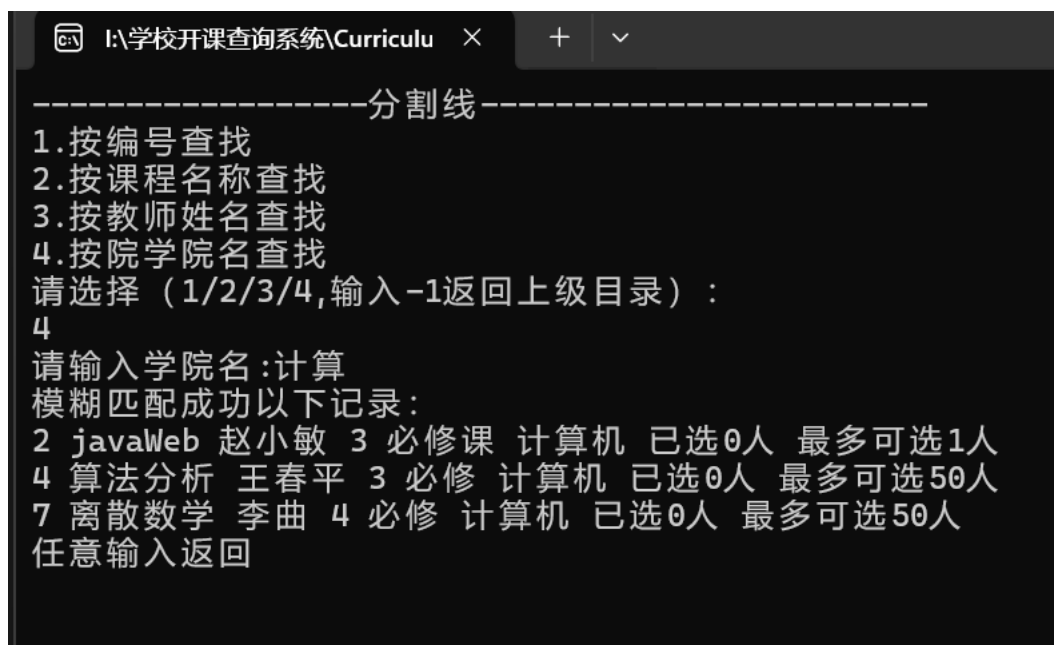 I:\学校开课查询系统\Curriculu
------------------分割线------------------------
1.按编号查找
2.按课程名称查找
3.按教师姓名查找
4.按院学院名查找
请选择（1/2/3/4,输入-1返回上级目录）:
4
请输入学院名:计算
模糊匹配成功以下记录:
2 javaWeb 赵小敏 3 必修课 计算机 已选0人 最多可选1人
4 算法分析 王春平 3 必修 计算机 已选0人 最多可选50人
7 离散数学 李曲 4 必修 计算机 已选0人 最多可选50人
任意输入返回